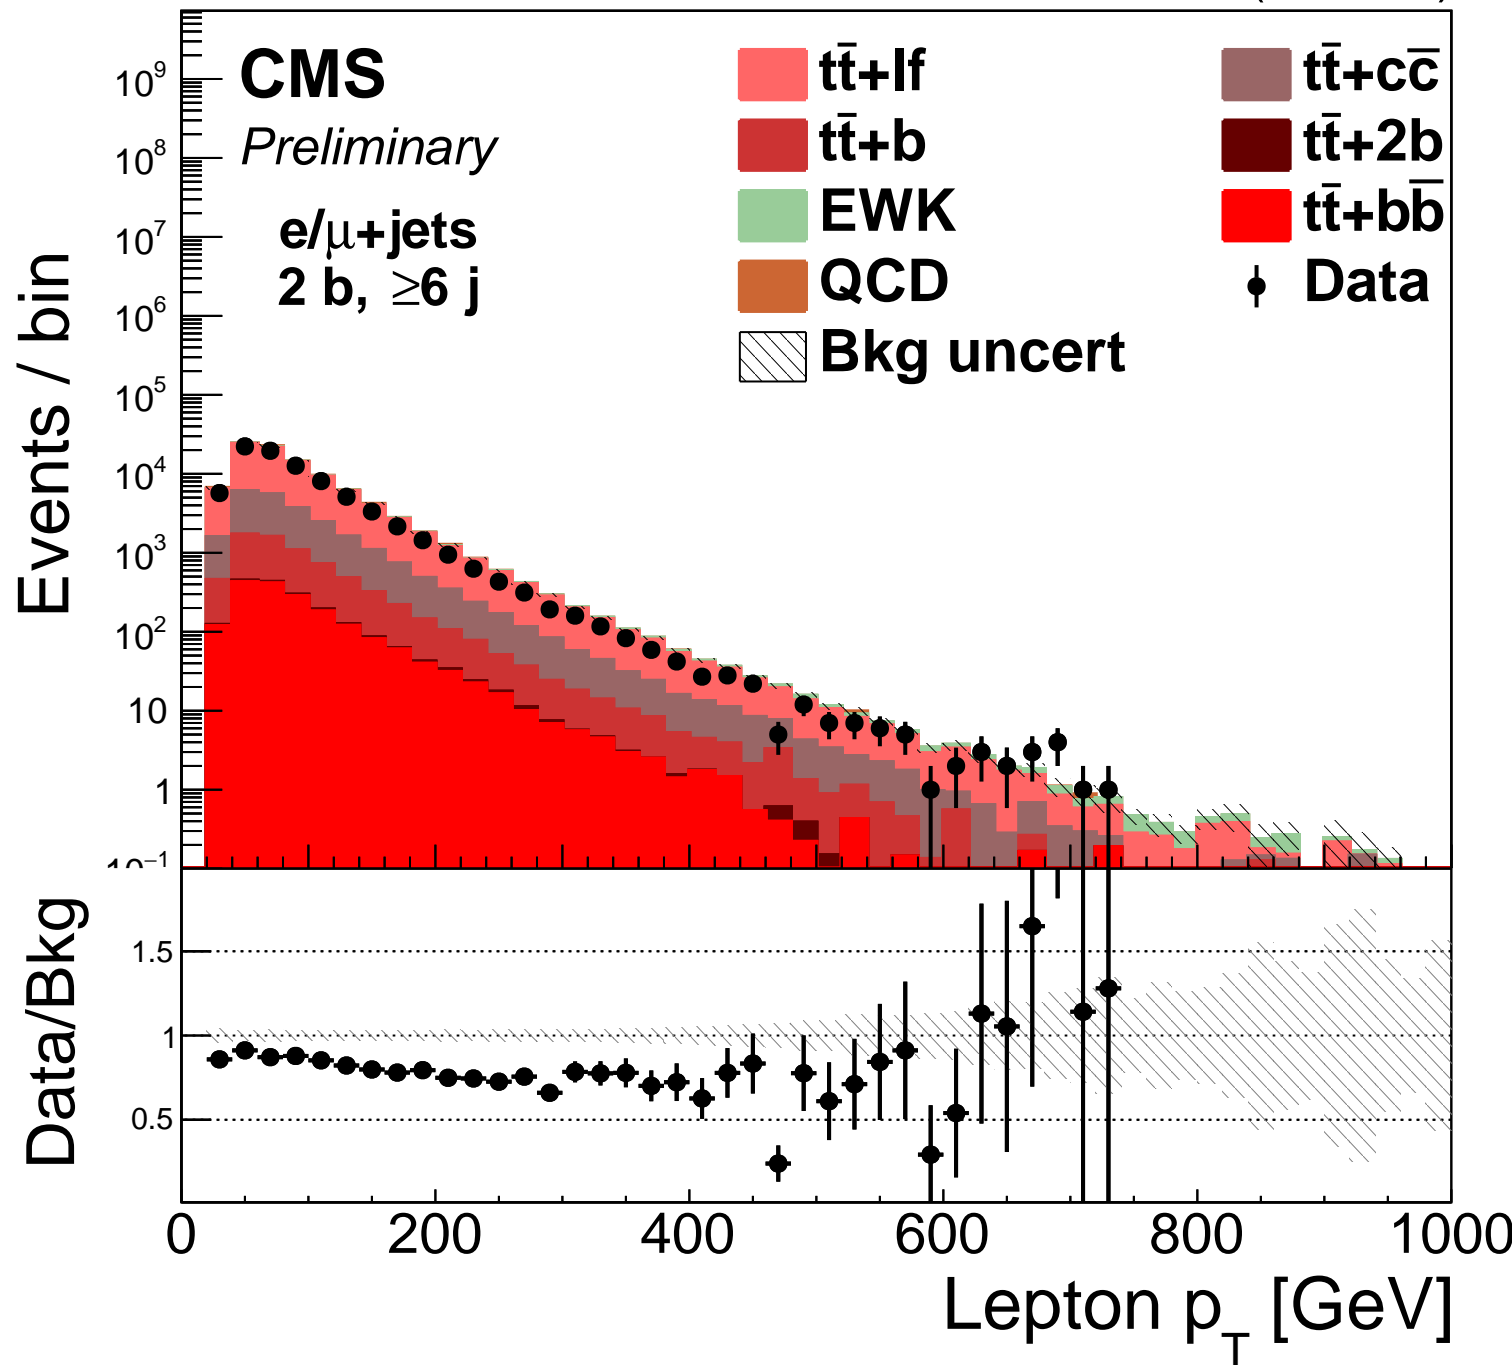 CMS
Preliminary
e/μ+jets
2 b, ≥6 j
tt̄+lf
tt̄+cc̄
tt̄+b
tt̄+2b
EWK
tt̄+bb̄
QCD
Data
Bkg uncert
Events / bin
10⁹
10⁸
10⁷
10⁶
10⁵
10⁴
10³
10²
10
1
10⁻¹
Data/Bkg
1.5
1
0.5
0 200 400 600 800 1000
Lepton p_T [GeV]